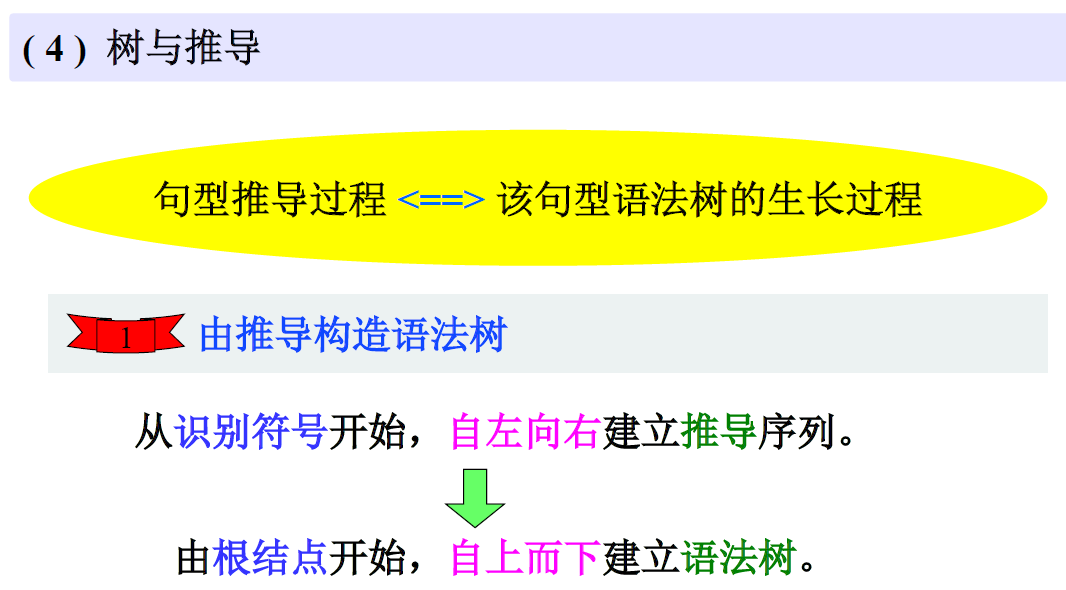 ( 4 ) 树与推导
句型推导过程 <==> 该句型语法树的生长过程
1 由推导构造语法树
从识别符号开始，自左向右建立推导序列。
由根结点开始，自上而下建立语法树。